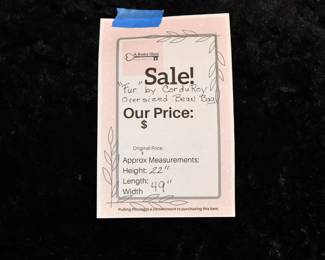 Sale!
"Fur" by CorduRoy
Oversized Bean Bag
Our Price:
$
Original Price:
$
Approx Measurements:
Height: 22"
Length:
49"
Width